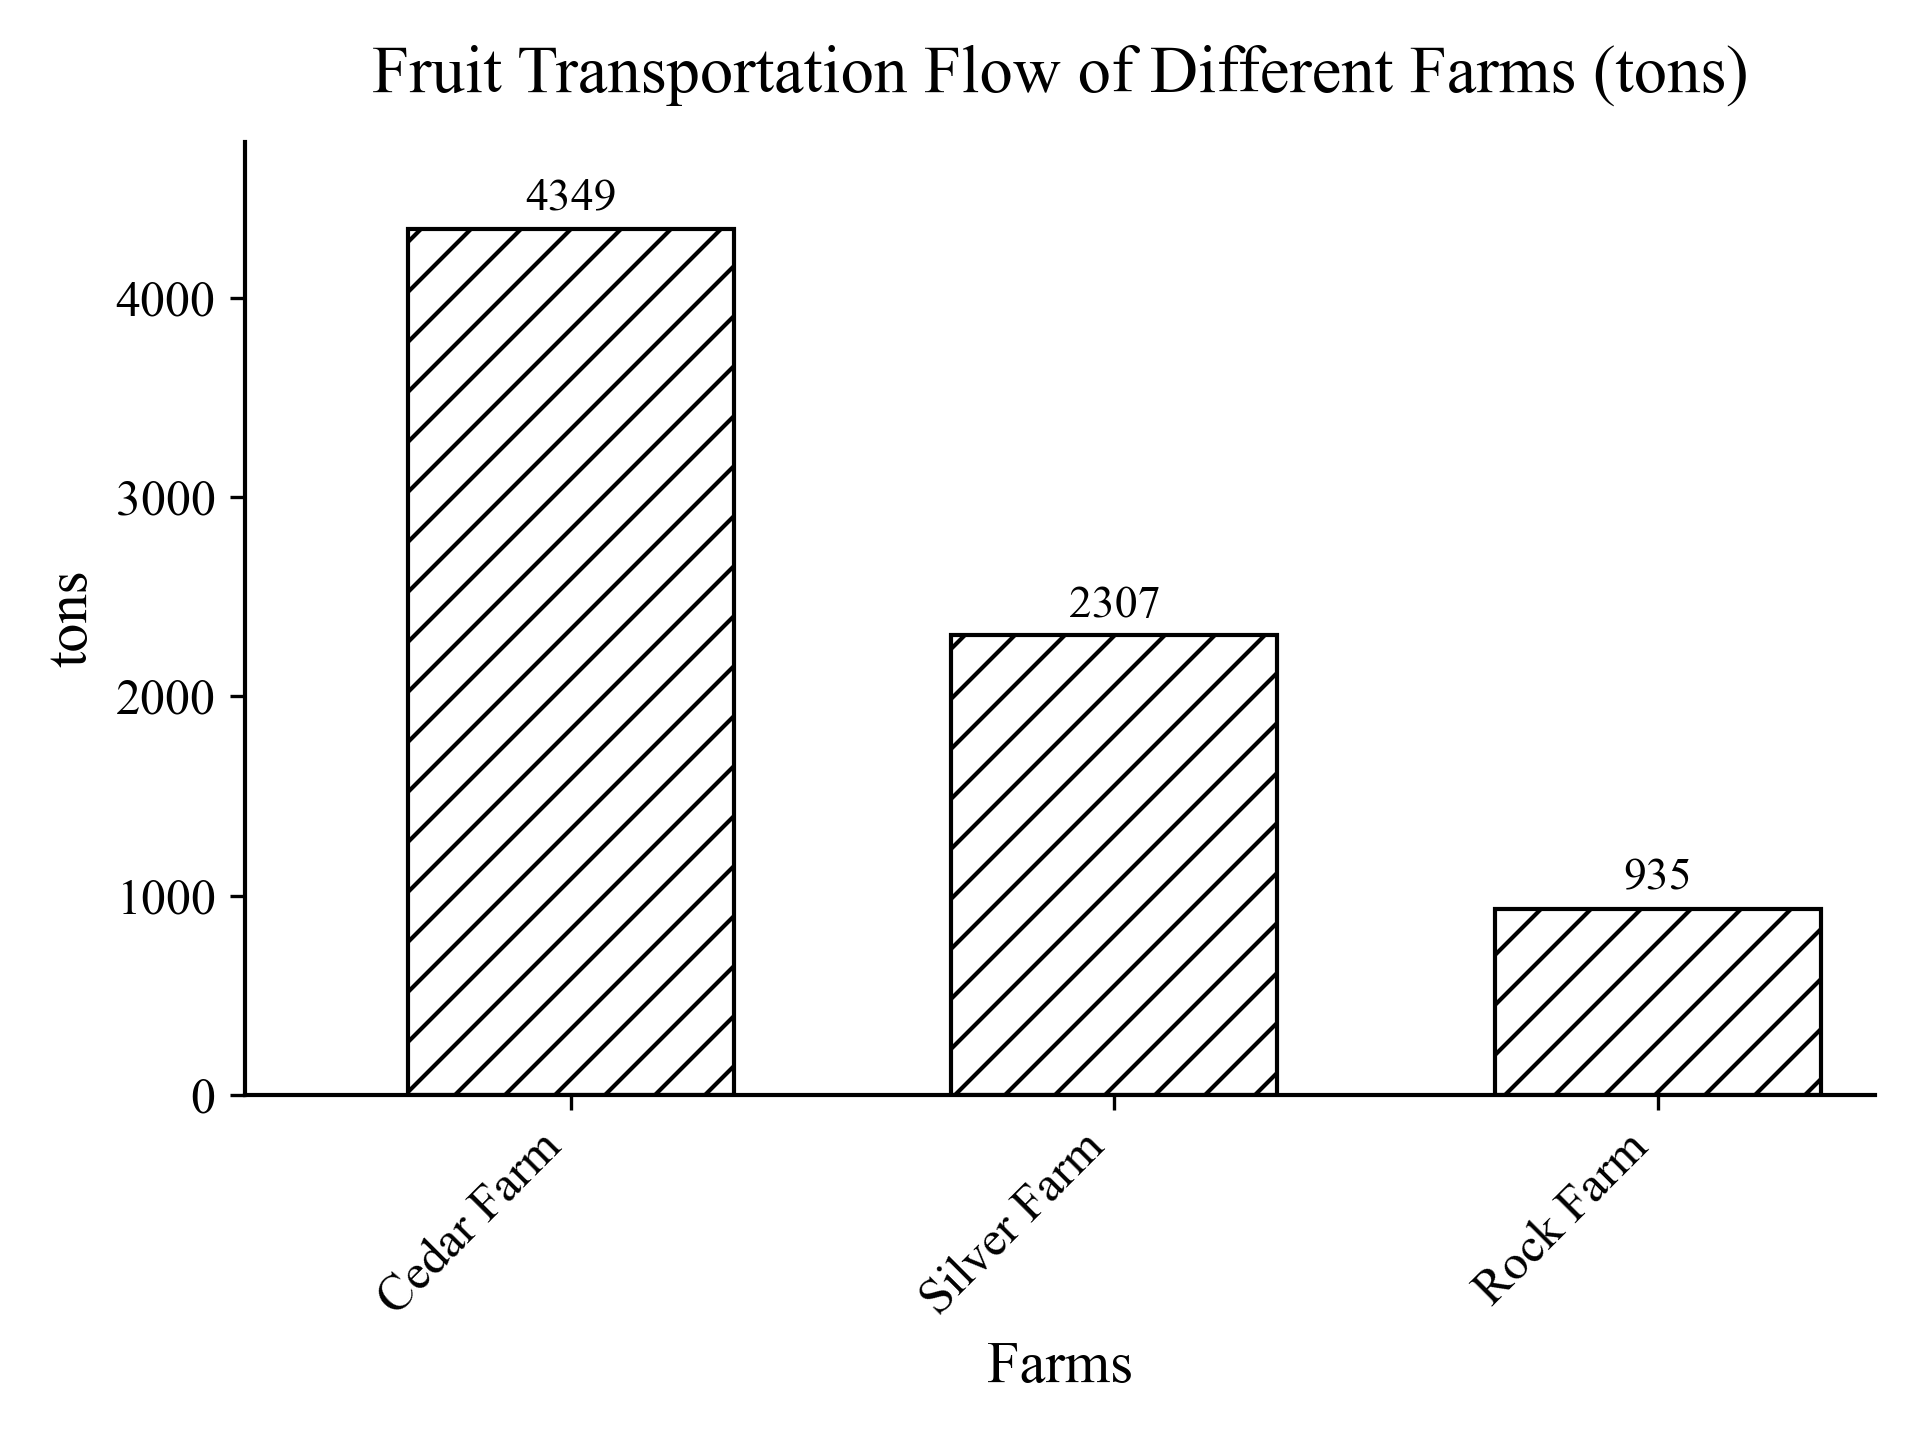 Fruit Transportation Flow of Different Farms (tons)
4349
2307
935
4000
3000
2000
1000
0
tons
Cedar Farm
Silver Farm
Rock Farm
Farms